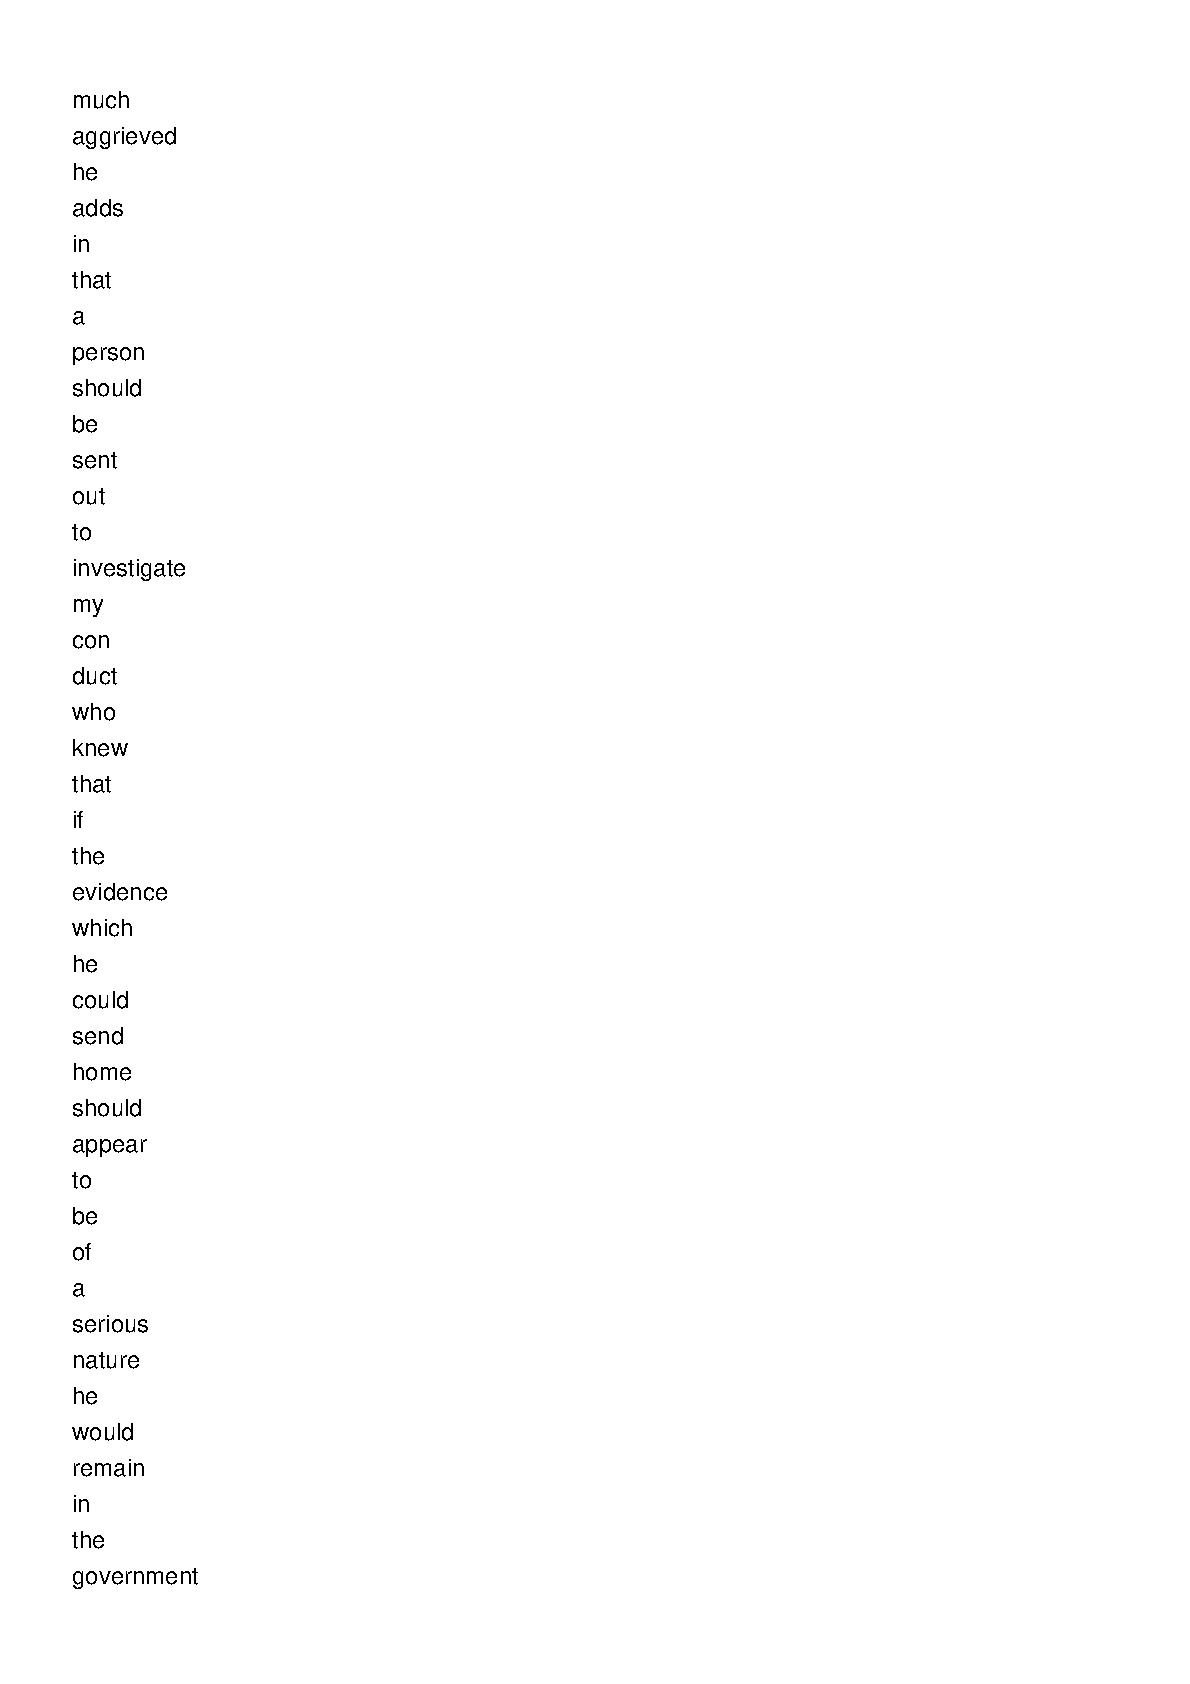 much
aggrieved
he
adds
in
that
a
person
should
be
sent
out
to
investigate
my
con
duct
who
knew
that
if
the
evidence
which
he
could
send
home
should
appear
to
be
of
a
serious
nature
he
would
remain
in
the
government